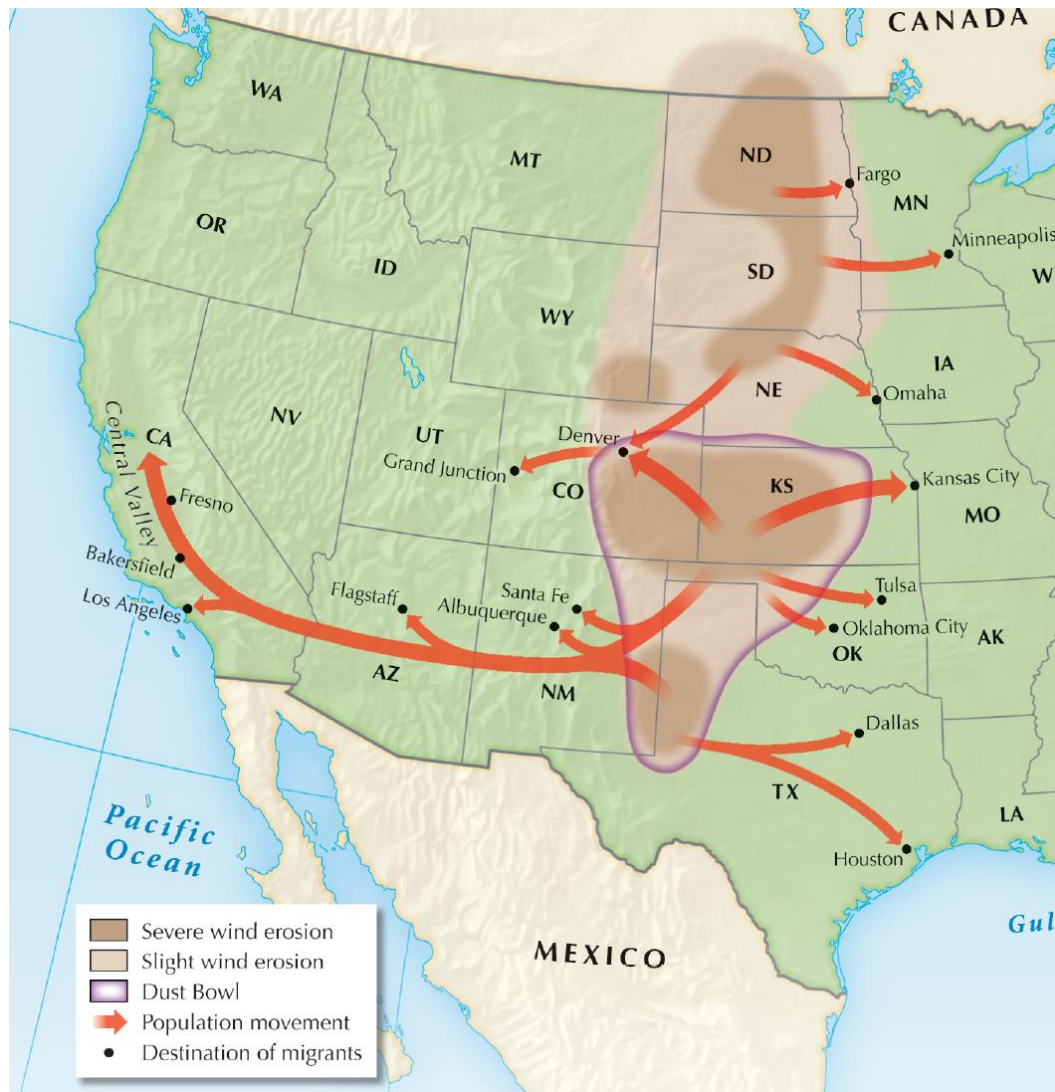 CANADA
WA
MT
ND
Fargo
MN
OR
Minneapolis
ID
SD
W
WY
IA
NE
Omaha
NV
Central Valley
CA
UT
Denver
Grand Junction
CO
KS
Kansas City
Fresno
MO
Bakersfield
Los Angeles
Flagstaff
Santa Fe
Albuquerque
Tulsa
Oklahoma City
OK
AK
AZ
NM
Dallas
TX
LA
Pacific
Ocean
Houston
Gul
MEXICO
Severe wind erosion
Slight wind erosion
Dust Bowl
Population movement
Destination of migrants